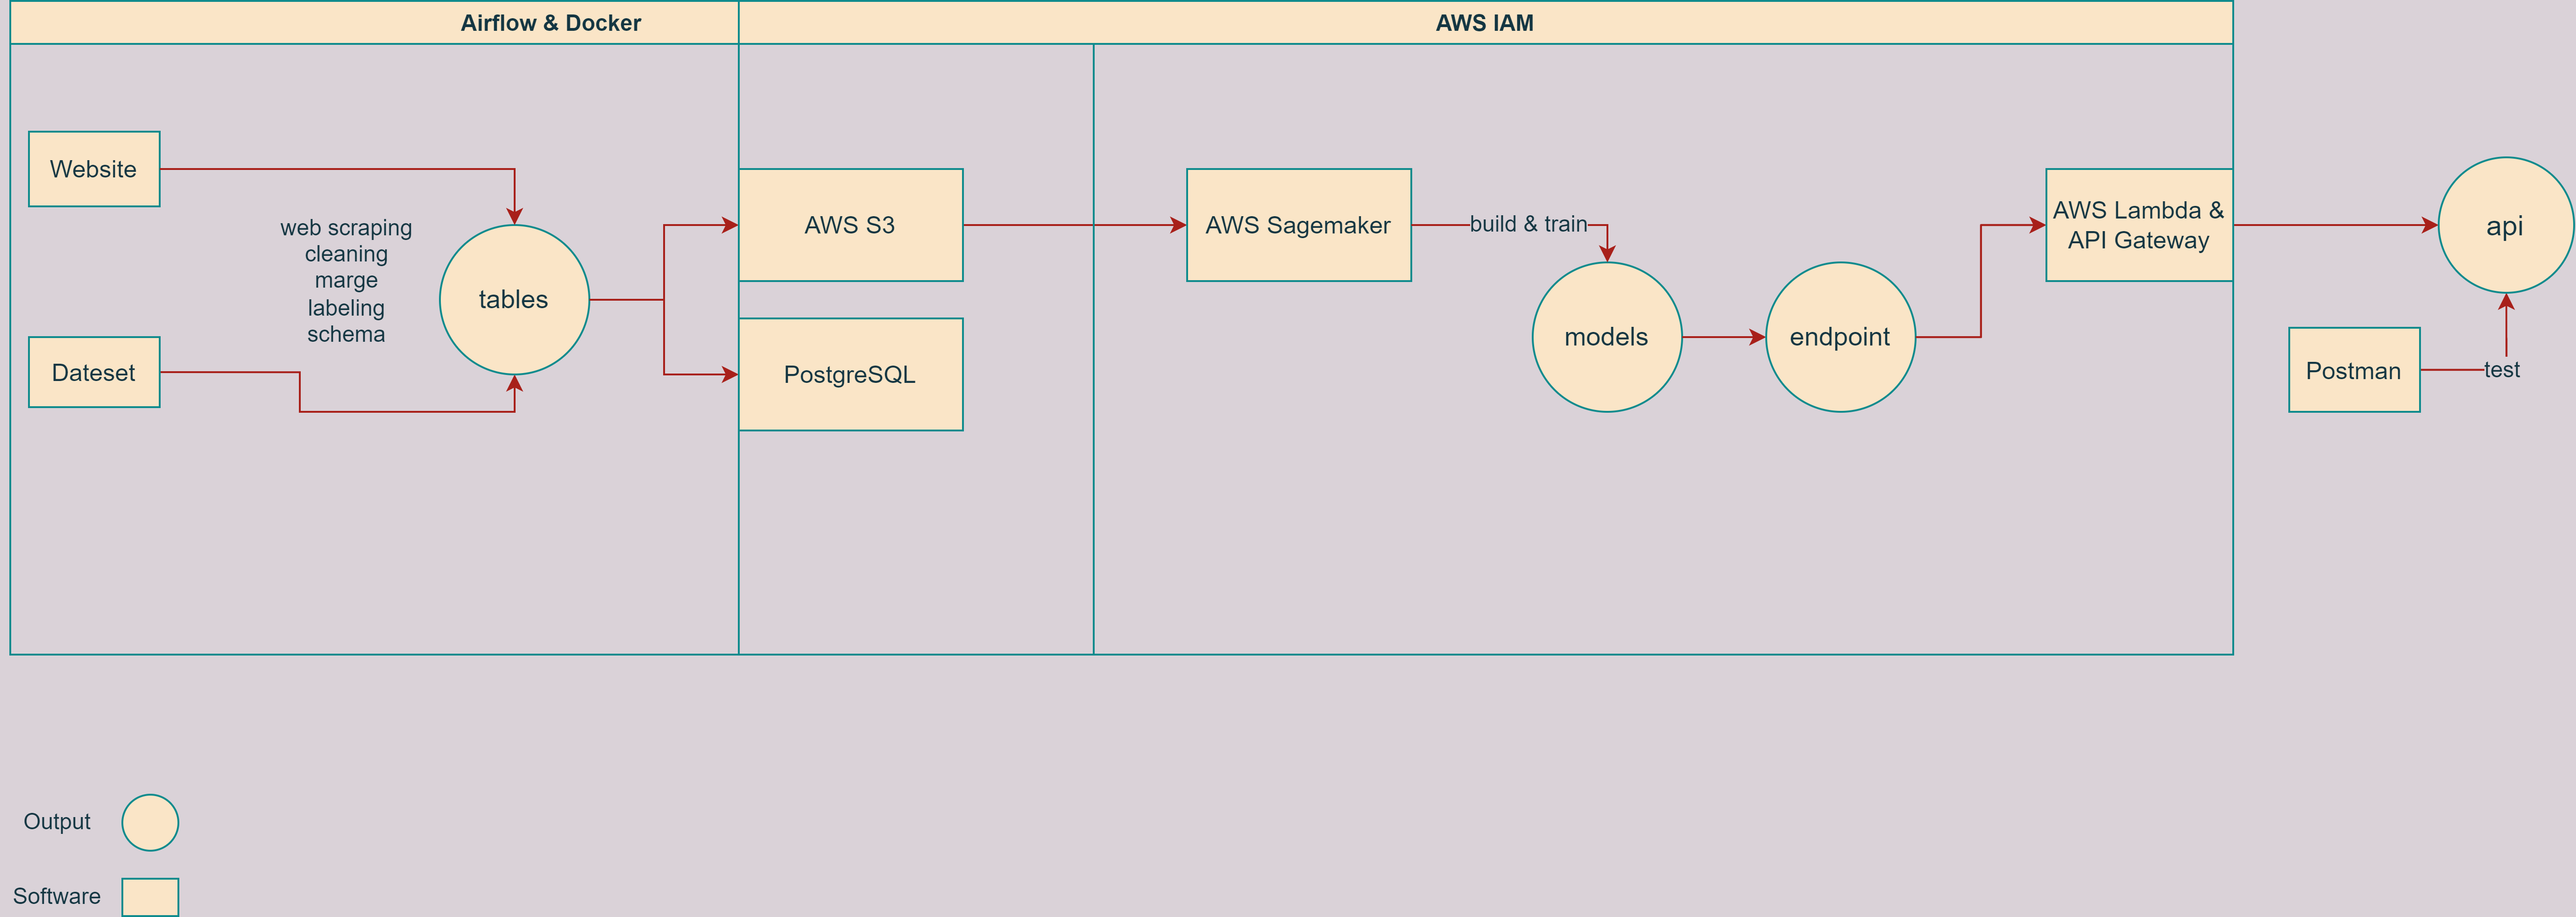 Airflow & Docker
AWS IAM
Website
web scraping
cleaning
marge
labeling
schema
Dateset
tables
AWS S3
PostgreSQL
AWS Sagemaker
build & train
models
endpoint
AWS Lambda &
API Gateway
api
Postman
test
Output
Software